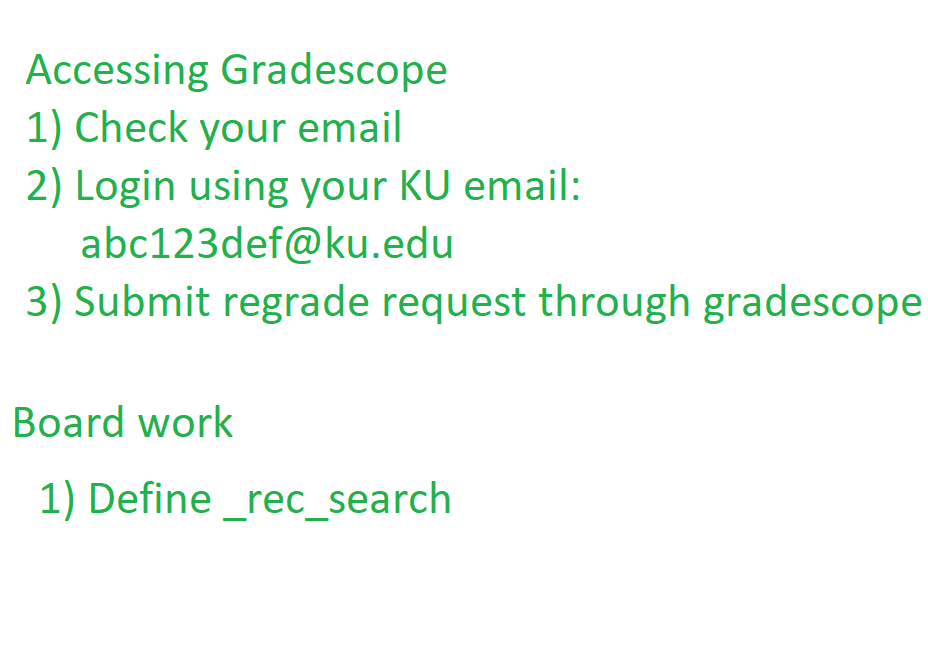 Accessing Gradescope
1) Check your email
2) Login using your KU email:
abc123def@ku.edu
3) Submit regrade request through gradescope
Board work
1) Define _rec_search